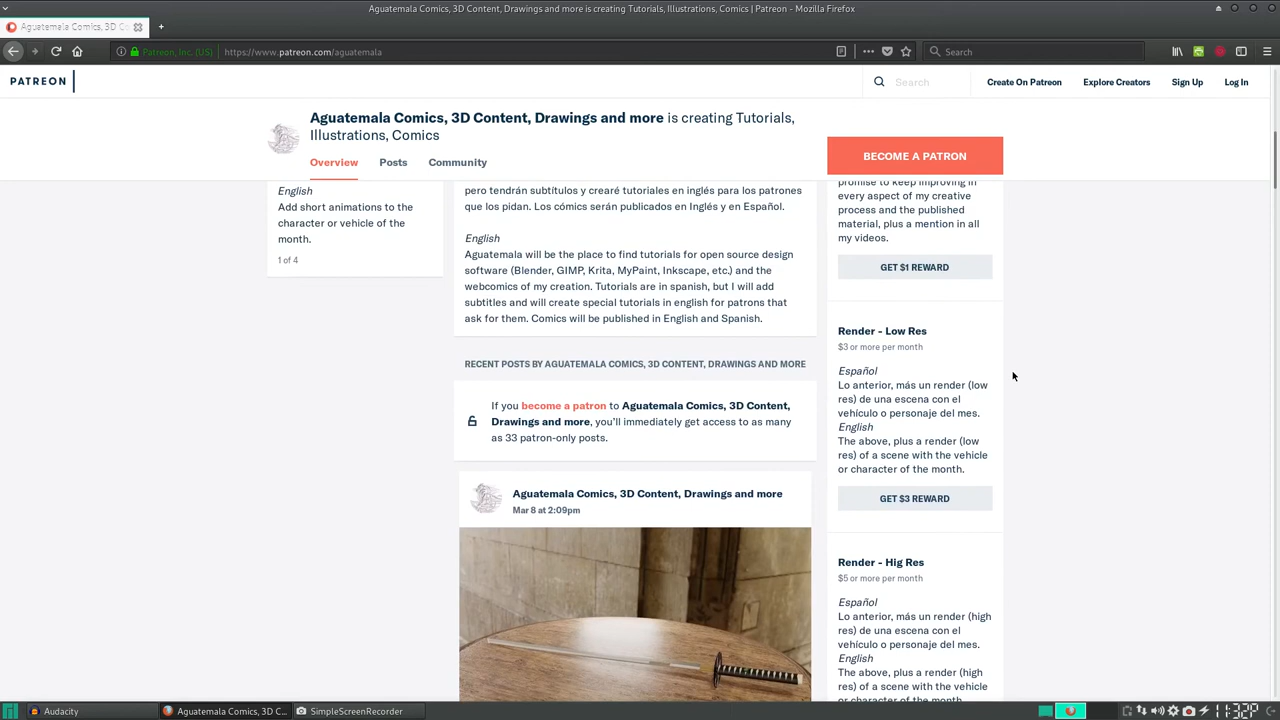 Aguatemala Comics, 3D Content, Drawings and more is creating Tutorials, Illustrations, Comics | Patreon - Mozilla Firefox
Aguatemala Comics, 3D Co
Patreon, Inc. (US)
https://www.patreon.com/aguatemala
Search
PATREON
Search
Create On Patreon
Explore Creators
Sign Up
Log In
Aguatemala Comics, 3D Content, Drawings and more is creating Tutorials,
Illustrations, Comics
Overview
Posts
Community
BECOME A PATRON
English
Add short animations to the
character or vehicle of the
month.
1 of 4
pero tendrán subtítulos y crearé tutoriales en inglés para los patrones
que los pidan. Los cómics serán publicados en Inglés y en Español.
English
Aguatemala will be the place to find tutorials for open source design
software (Blender, GIMP, Krita, MyPaint, Inkscape, etc.) and the
webcomics of my creation. Tutorials are in spanish, but I will add
subtitles and will create special tutorials in english for patrons that
ask for them. Comics will be published in English and Spanish.
RECENT POSTS BY AGUATEMALA COMICS, 3D CONTENT, DRAWINGS AND MORE
If you become a patron to Aguatemala Comics, 3D Content,
Drawings and more, you'll immediately get access to as many
as 33 patron-only posts.
Aguatemala Comics, 3D Content, Drawings and more
Mar 8 at 2:09pm
promise to keep improving in
every aspect of my creative
process and the published
material, plus a mention in all
my videos.
GET $1 REWARD
Render - Low Res
$3 or more per month
Español
Lo anterior, más un render (low
res) de una escena con el
vehículo o personaje del mes.
English
The above, plus a render (low
res) of a scene with the vehicle
or character of the month.
GET $3 REWARD
Render - Hig Res
$5 or more per month
Español
Lo anterior, más un render (high
res) de una escena con el
vehículo o personaje del mes.
English
The above, plus a render (high
res) of a scene with the vehicle
or character of the month.
Audacity
Aguatemala Comics, 3D C...
SimpleScreenRecorder